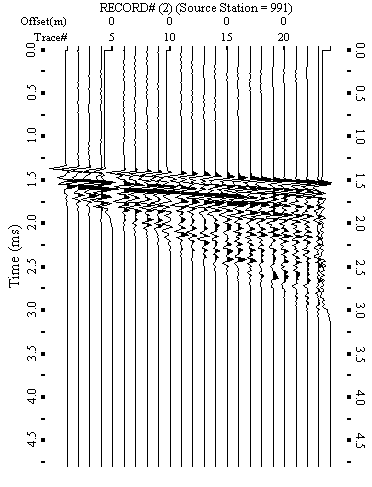 RECORD# (2) (Source Station = 991)
Offset(m) 0 0 0 0
Trace# 5 10 15 20
Time (ms)
0.0 0.0
0.5 0.5
1.0 1.0
1.5 1.5
2.0 2.0
2.5 2.5
3.0 3.0
3.5 3.5
4.0 4.0
4.5 4.5